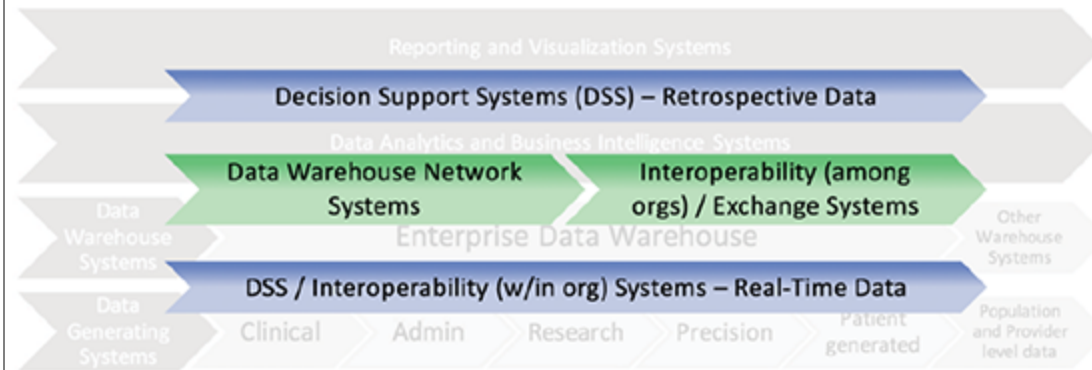 Reporting and Visualization Systems
Decision Support Systems (DSS) – Retrospective Data
Data Analytics and Business Intelligence Systems
Data Warehouse Network
Systems
Interoperability (among
orgs) / Exchange Systems
Data
Warehouse
Systems
Enterprise Data Warehouse
Other
Warehouse
Systems
DSS / Interoperability (w/in org) Systems – Real-Time Data
Data
Generating
Systems
Clinical
Admin
Research
Precision
Patient
generated
Population
and Provider
level data